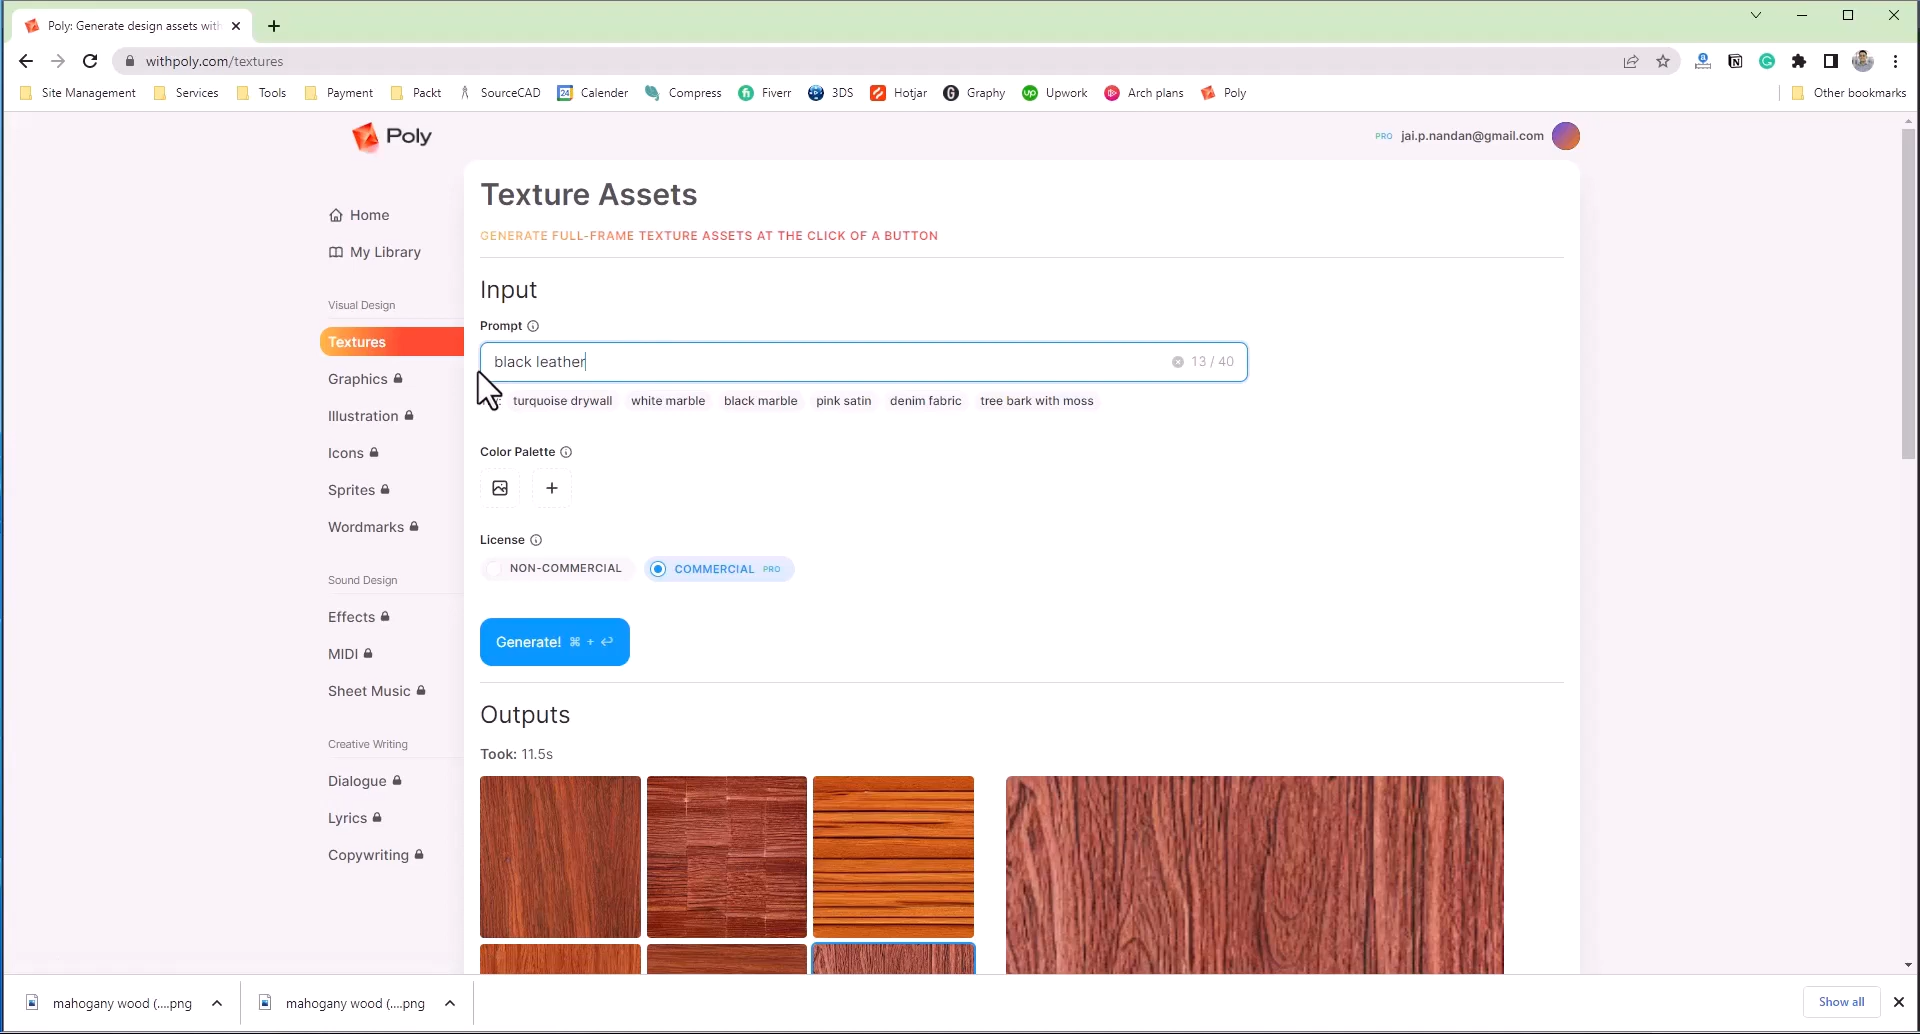 Poly: Generate design assets with
withpoly.com/textures
Site Management
Services
Tools
Payment
Packt
SourceCAD
24
Calender
Compress
Fiverr
3DS
Hotjar
Graphy
Upwork
Arch plans
Poly
Other bookmarks
Poly
PRO jai.p.nandan@gmail.com
Home
My Library
Visual Design
Textures
Graphics
Illustration
Icons
Sprites
Wordmarks
Sound Design
Effects
MIDI
Sheet Music
Creative Writing
Dialogue
Lyrics
Copywriting
Texture Assets
GENERATE FULL-FRAME TEXTURE ASSETS AT THE CLICK OF A BUTTON
Input
Prompt
black leather
13 / 40
turquoise drywall white marble black marble pink satin denim fabric tree bark with moss
Color Palette
+
License
NON-COMMERCIAL COMMERCIAL PRO
Generate! ⌘ + ↩
Outputs
Took: 11.5s
mahogany wood (....png
mahogany wood (....png
Show all